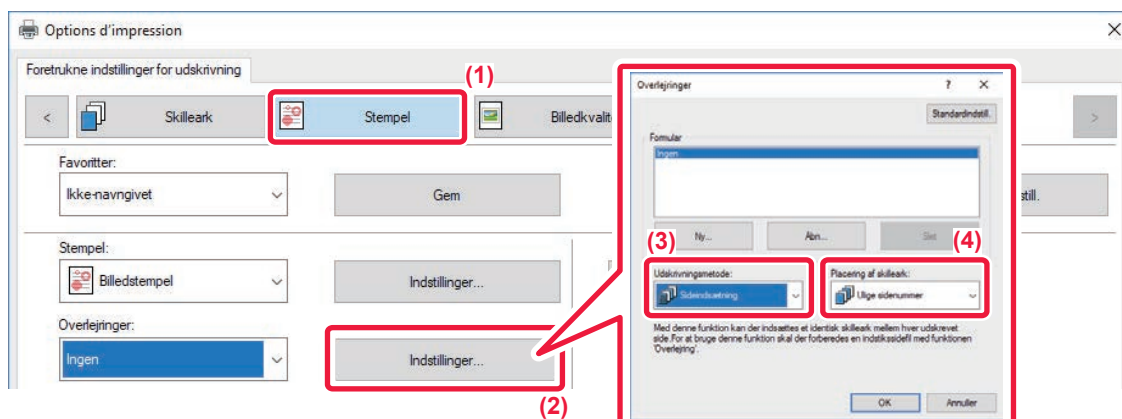 Options d'impression
Foretrukne indstillinger for udskrivning
(1)
<
Skilleark
Stempel
Billedkvalit
>
Favoritter:
Ikke-navngivet
Gem
still.
Stempel:
Billedstempel
Indstillinger...
Overlejringer:
Ingen
Indstillinger...
(2)
Overlejringer
?
Standardindstill.
Formular
Ingen
Ny...
Åbn...
Slet
(3)
(4)
Udskrivningsmetode:
Sideindsætning
Placering af skilleark:
Ulige sidenummer
Med denne funktion kan der indsættes et identisk skilleark mellem hver udskrevet
side.For at bruge denne funktion skal der forberedes en indstikssidefil med funktionen
'Overlejring'.
OK
Annuller